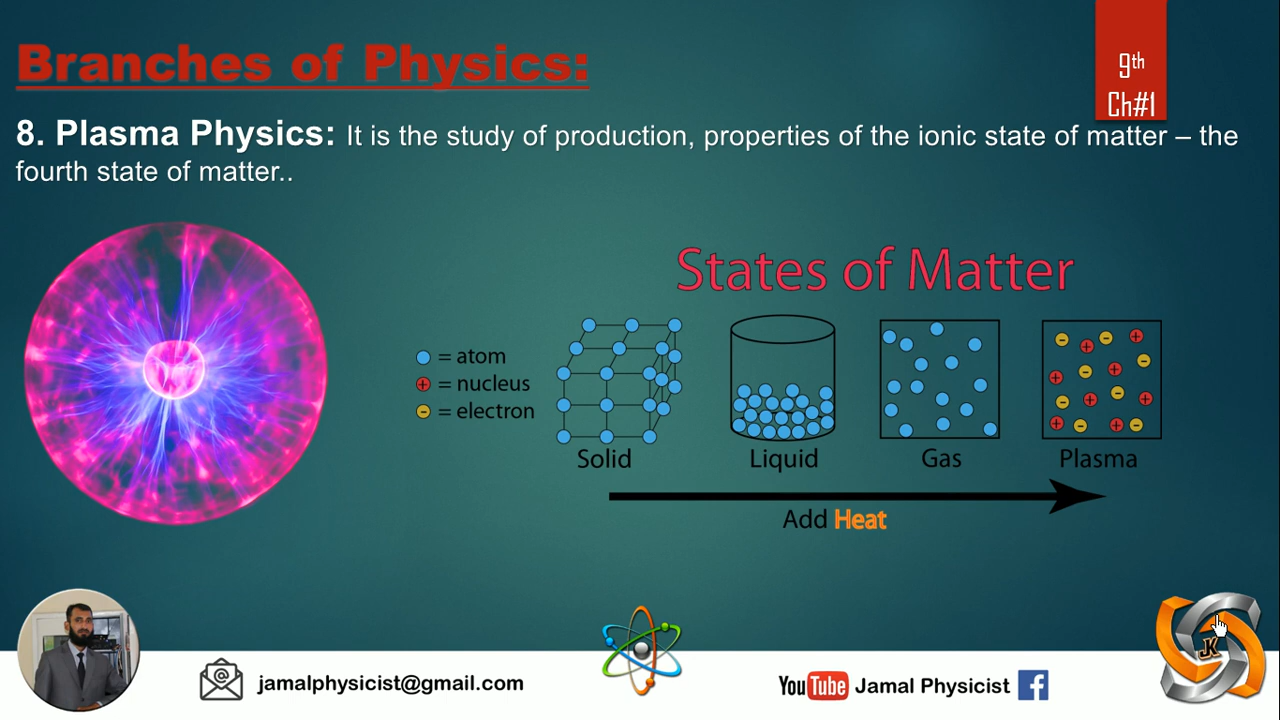 Branches of Physics:
9th
Ch#1
8. Plasma Physics: It is the study of production, properties of the ionic state of matter – the
fourth state of matter..
States of Matter
= atom
= nucleus
= electron
Solid
Liquid
Gas
Plasma
Add Heat
jamalphysicist@gmail.com
YouTube Jamal Physicist f
JK